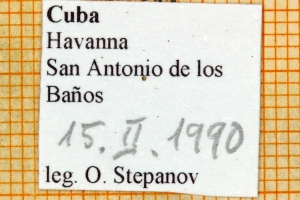 Cuba
Havanna
San Antonio de los
Baños
15. II. 1990
leg. O. Stepanov